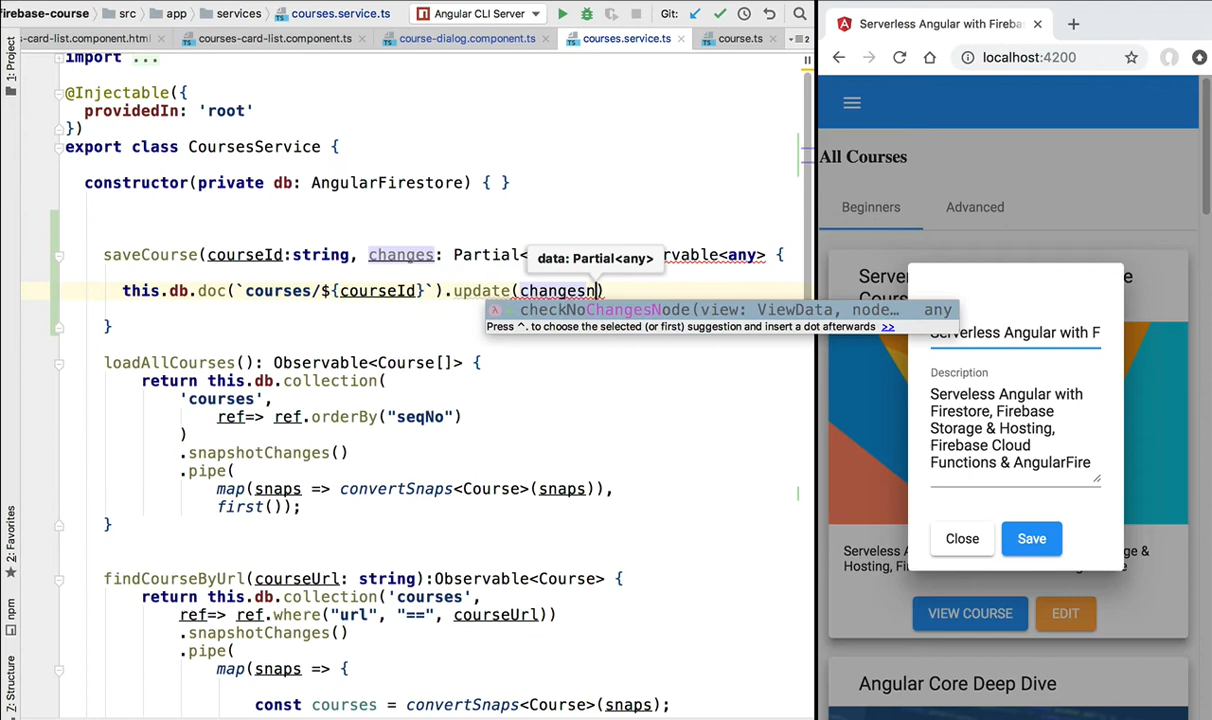 firebase-course
src
app
services
courses.service.ts
Angular CLI Server
Git:
s-card-list.component.html
courses-card-list.component.ts
course-dialog.component.ts
courses.service.ts
course.ts
1: Project
2: Favorites
npm
Z: Structure
import ...
@Injectable({
providedIn: 'root'
})
export class CoursesService {
constructor(private db: AngularFirestore) { }
saveCourse(courseId:string, changes: Partial<
rvable<any> {
data: Partial<any>
this.db.doc(`courses/${courseId}`).update(changesn)
checkNoChangesNode(view: ViewData, node… any
Press ^. to choose the selected (or first) suggestion and insert a dot afterwards >>
}
loadAllCourses(): Observable<Course[]> {
return this.db.collection(
'courses',
ref=> ref.orderBy("seqNo")
)
.snapshotChanges()
.pipe(
map(snaps => convertSnaps<Course>(snaps)),
first());
}
findCourseByUrl(courseUrl: string):Observable<Course> {
return this.db.collection('courses',
ref=> ref.where("url", "==", courseUrl))
.snapshotChanges()
.pipe(
map(snaps => {
const courses = convertSnaps<Course>(snaps);
Serverless Angular with Fireba
localhost:4200
All Courses
Beginners
Advanced
Serverless Angular with F
Description
Serveless Angular with
Firestore, Firebase
Storage & Hosting,
Firebase Cloud
Functions & AngularFire
Close
Save
VIEW COURSE
EDIT
Angular Core Deep Dive